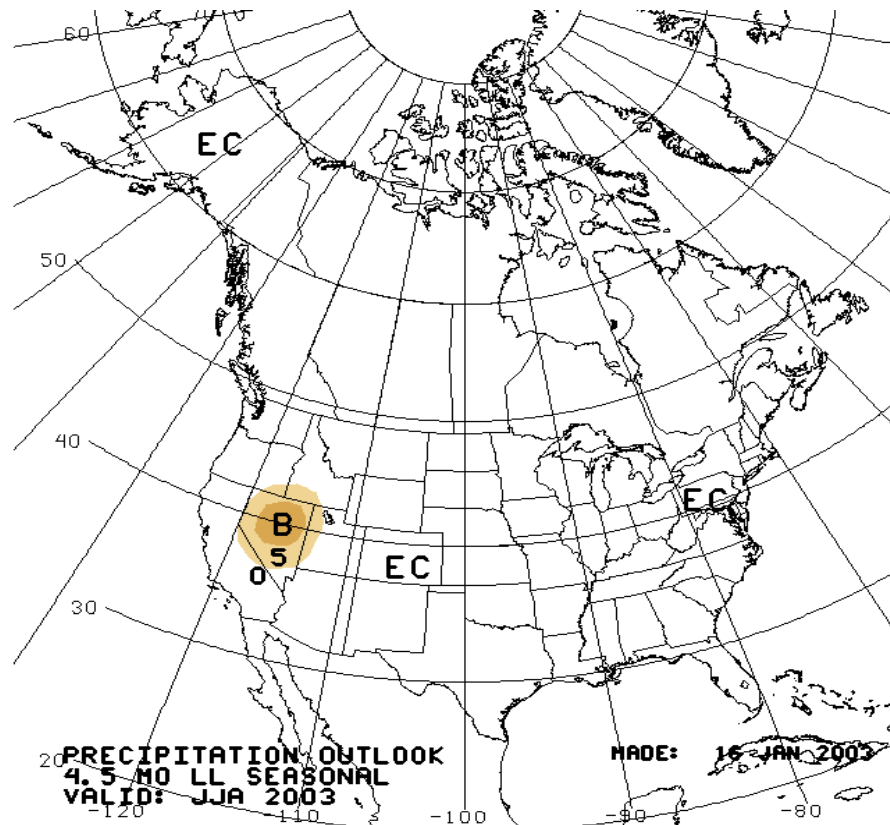 60
EC
50
40
EC
B
5
EC
0
30
20
PRECIPITATION OUTLOOK
MADE: 16 JAN 2003
4.5 MO LL SEASONAL
VALID: JJA 2003
-120 -110 -100 -90 -80